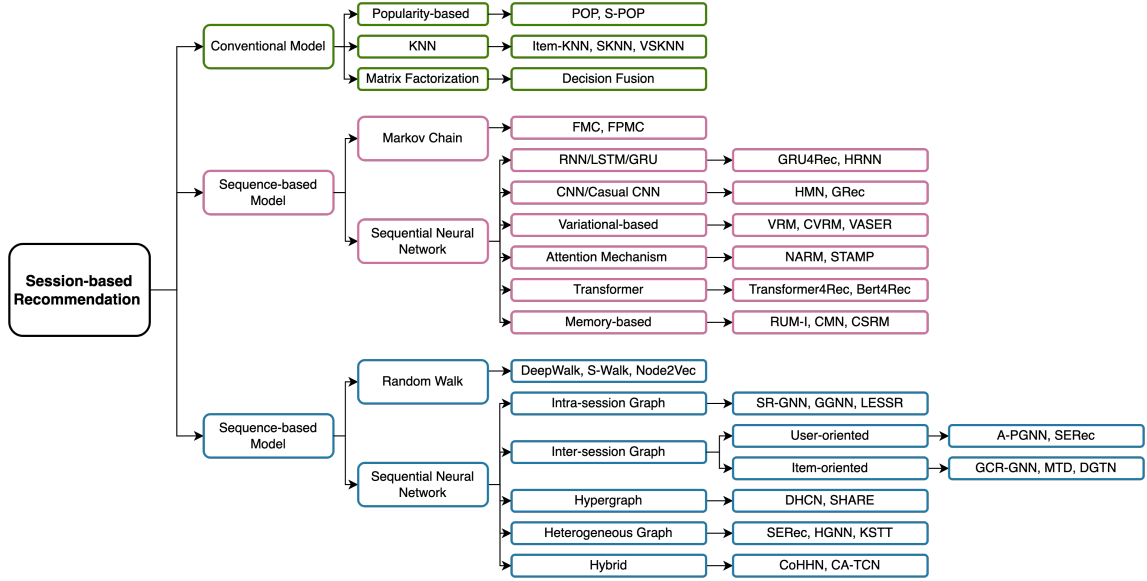 Session-based
Recommendation
Conventional Model
Popularity-based
POP, S-POP
KNN
Item-KNN, SKNN, VSKNN
Matrix Factorization
Decision Fusion
Sequence-based
Model
Markov Chain
FMC, FPMC
Sequential Neural
Network
RNN/LSTM/GRU
GRU4Rec, HRNN
CNN/Casual CNN
HMN, GRec
Variational-based
VRM, CVRM, VASER
Attention Mechanism
NARM, STAMP
Transformer
Transformer4Rec, Bert4Rec
Memory-based
RUM-I, CMN, CSRM
Sequence-based
Model
Random Walk
DeepWalk, S-Walk, Node2Vec
Sequential Neural
Network
Intra-session Graph
SR-GNN, GGNN, LESSR
Inter-session Graph
User-oriented
A-PGNN, SERec
Item-oriented
GCR-GNN, MTD, DGTN
Hypergraph
DHCN, SHARE
Heterogeneous Graph
SERec, HGNN, KSTT
Hybrid
CoHHN, CA-TCN